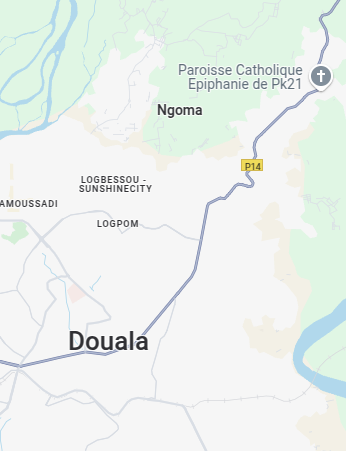 Paroisse Catholique
Epiphanie de Pk21
Ngoma
P14
LOGBESSOU -
SUNSHINECITY
AMOUSSADI
LOGPOM
Douala